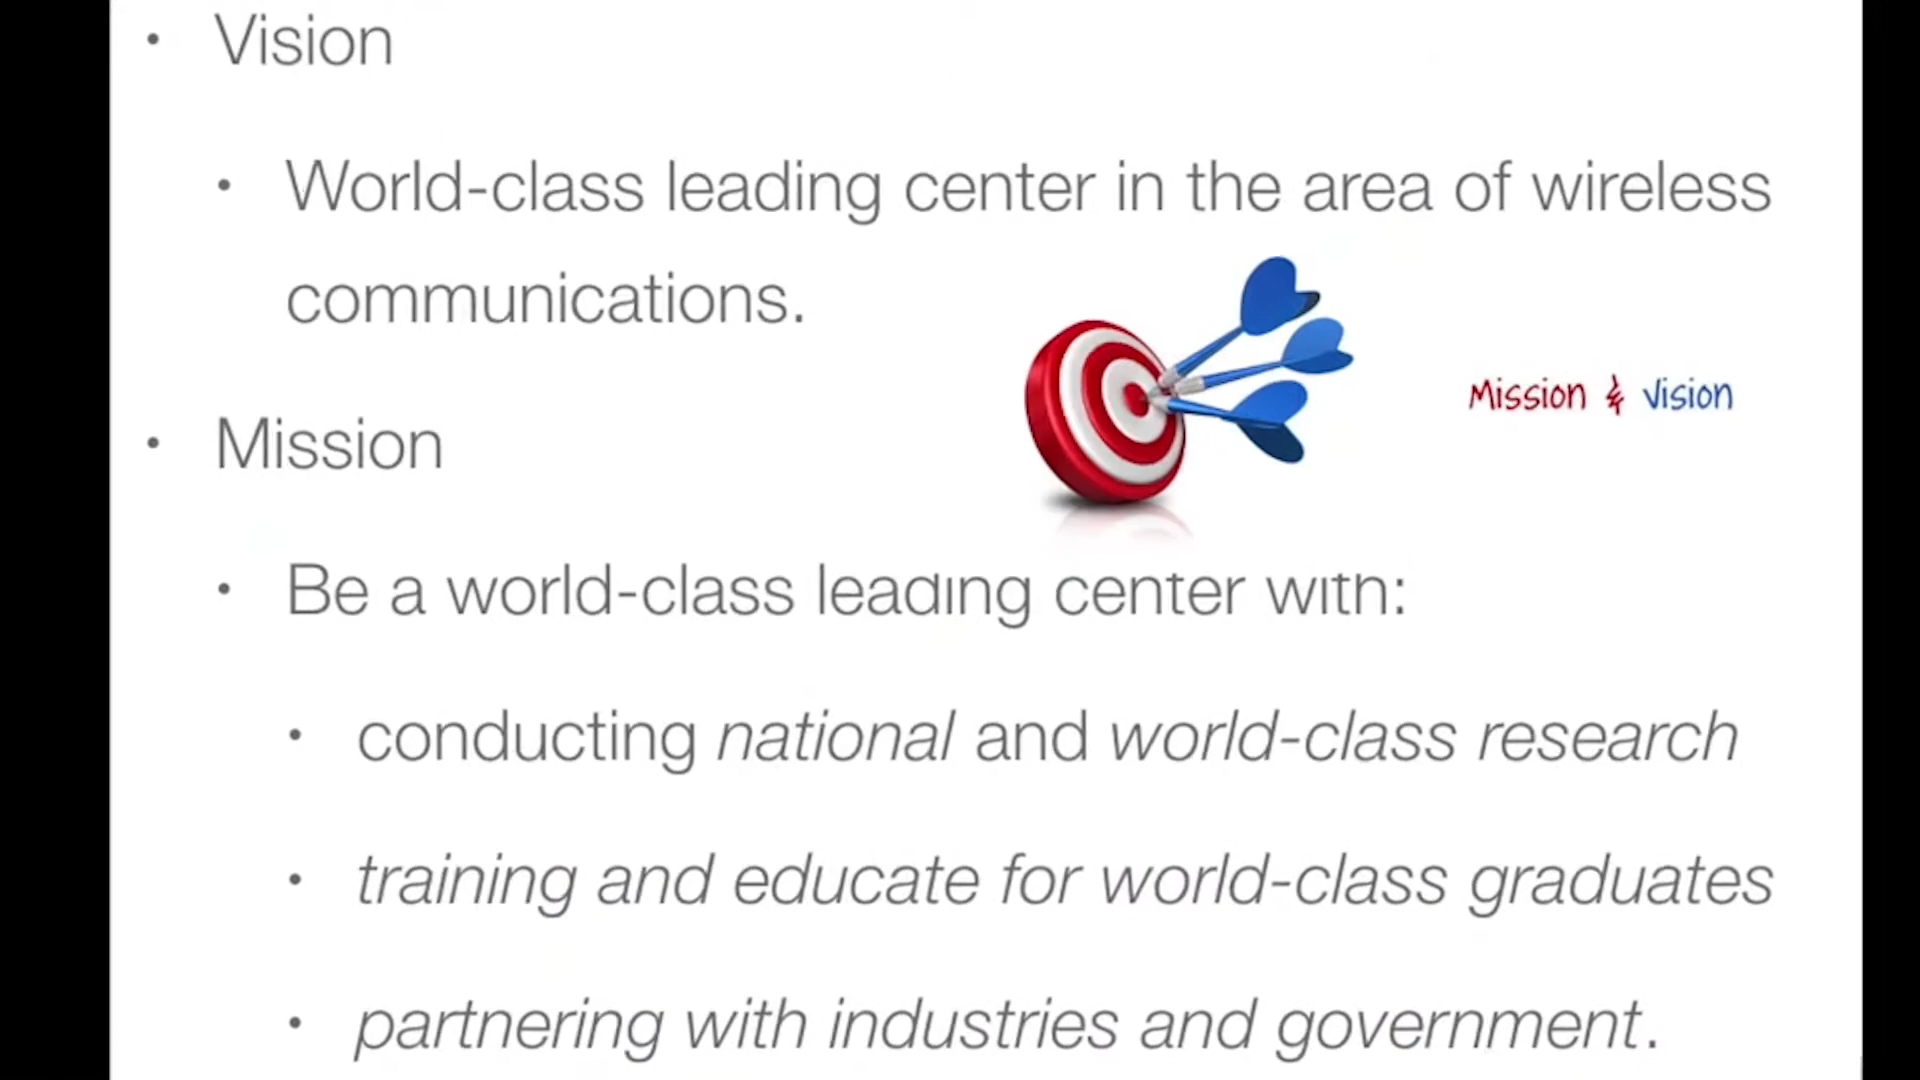 Vision
World-class leading center in the area of wireless
communications.
Mission & Vision
Mission
Be a world-class leading center with:
conducting national and world-class research
training and educate for world-class graduates
partnering with industries and government.